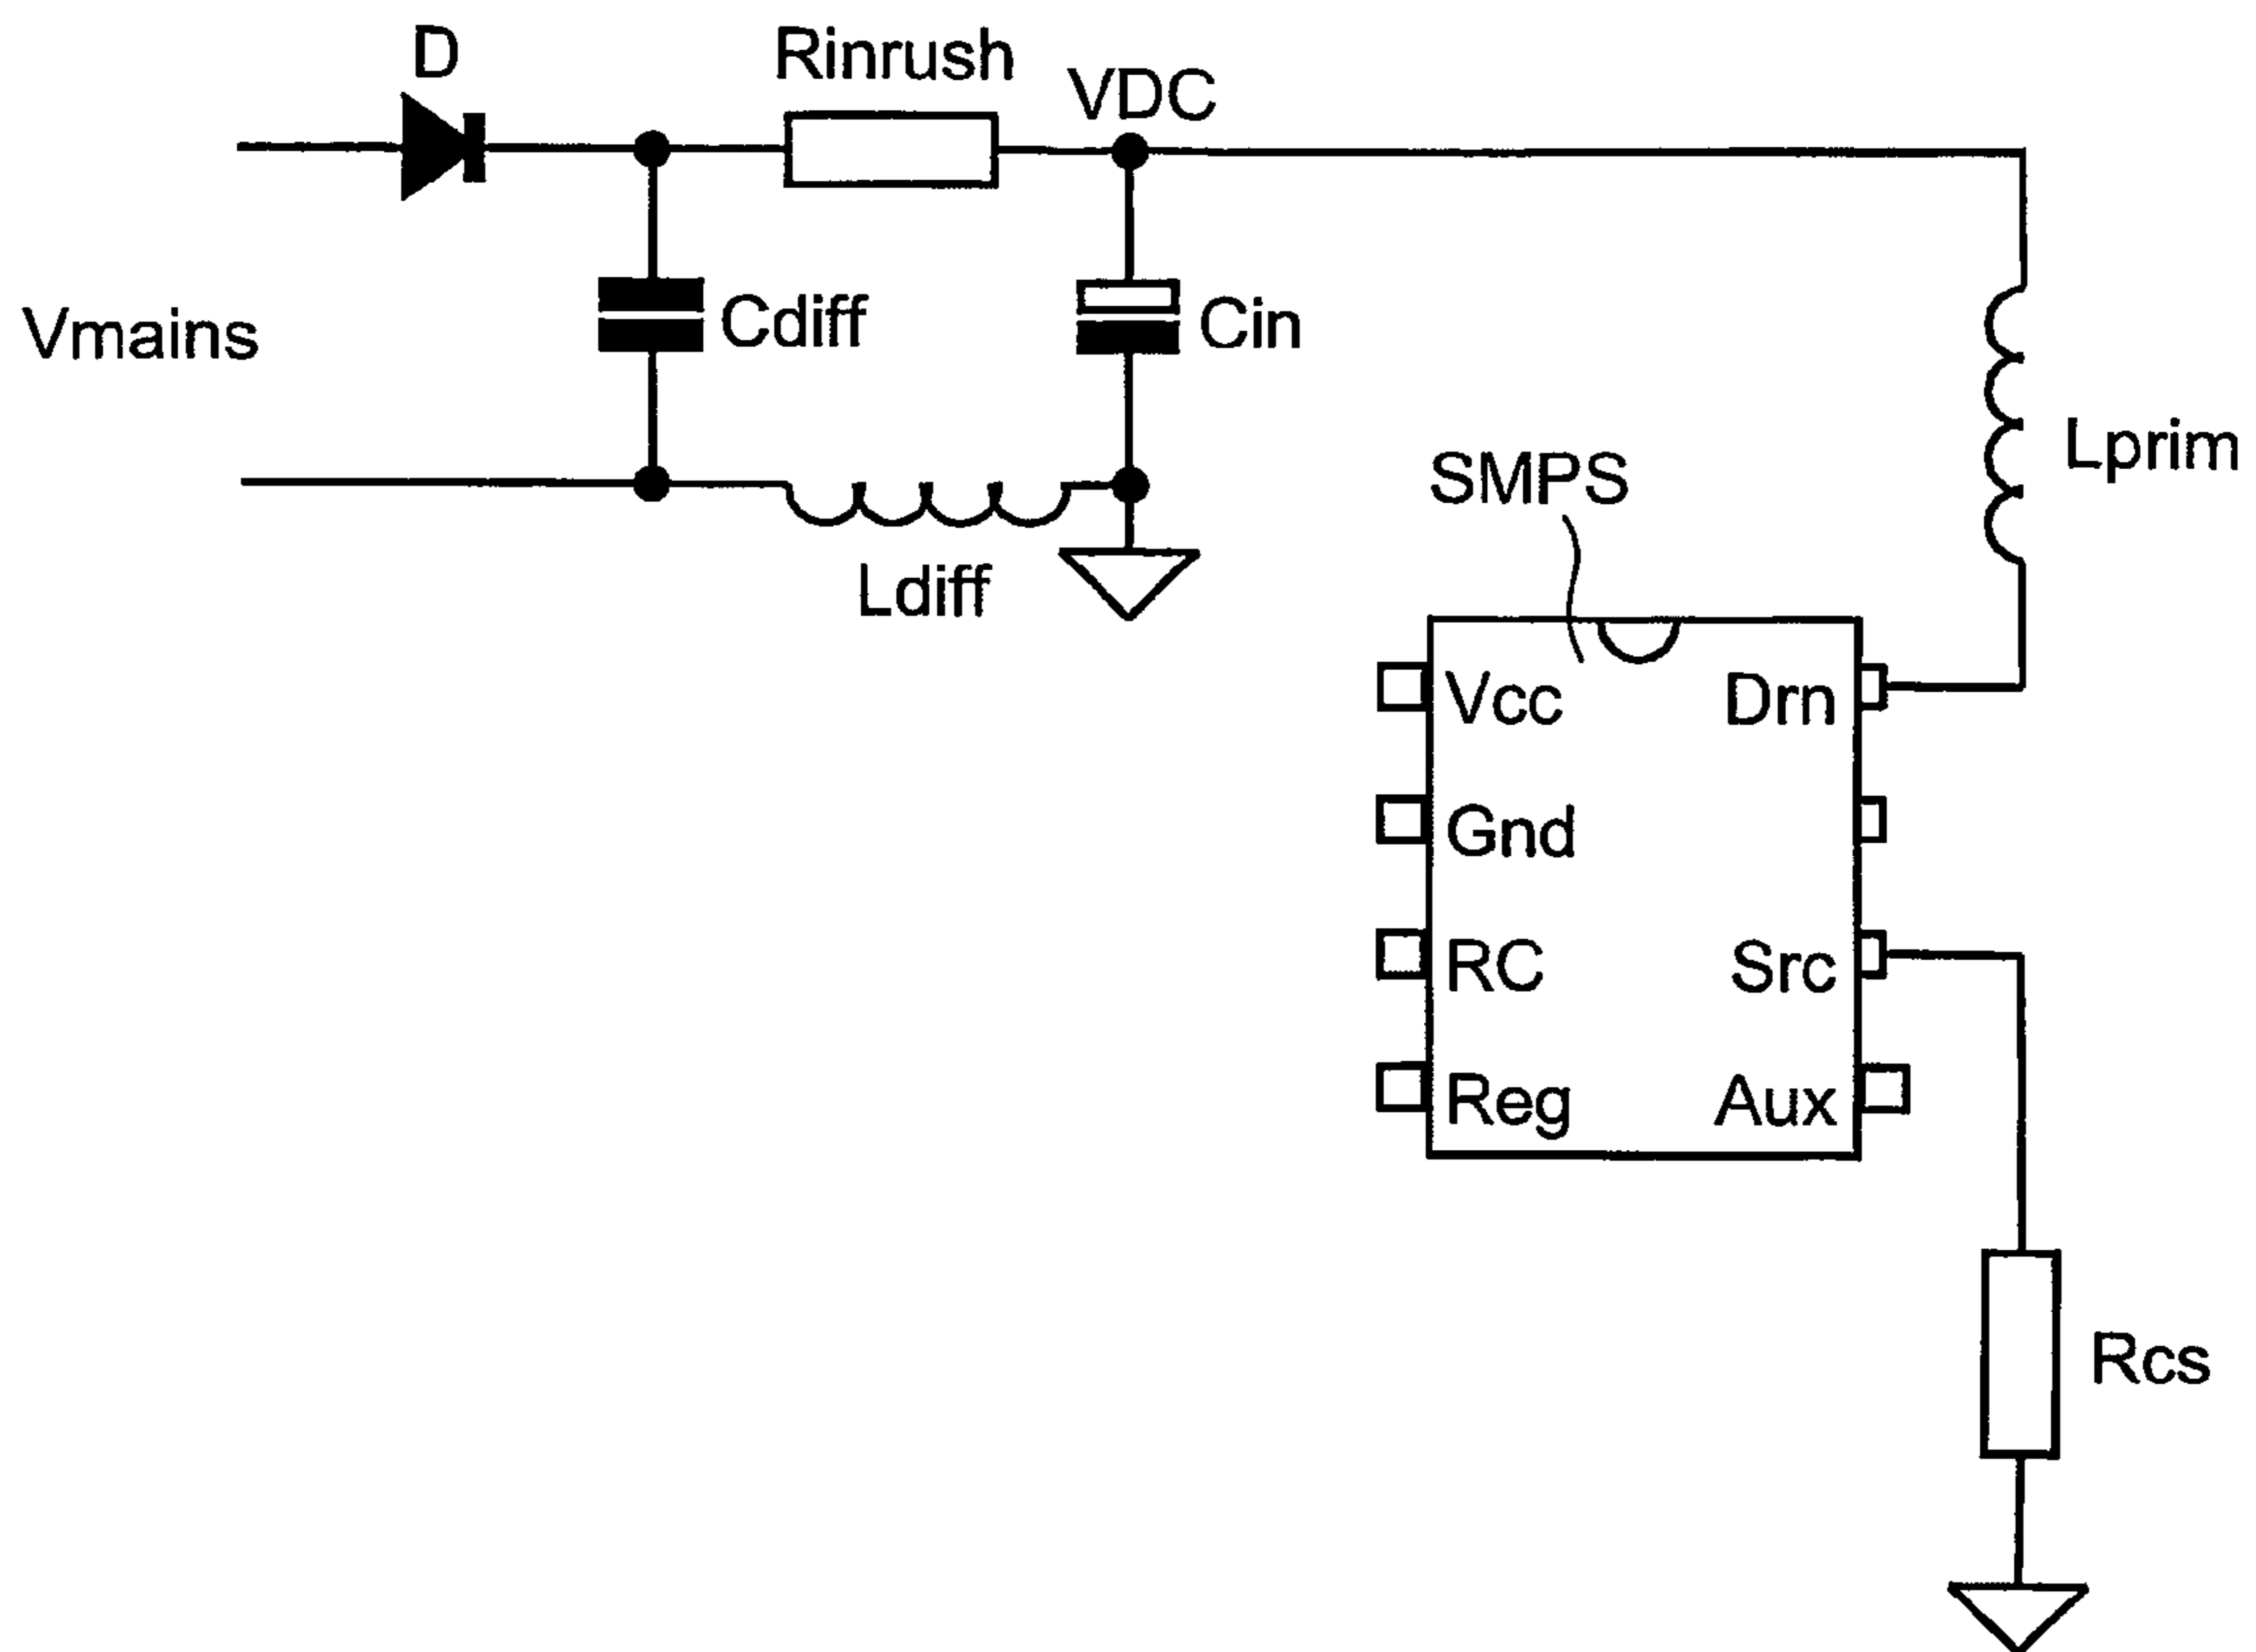 D
Rinrush
VDC
Vmains
Cdiff
Cin
Ldiff
Lprim
SMPS
Vcc
Drn
Gnd
RC
Src
Reg
Aux
Rcs